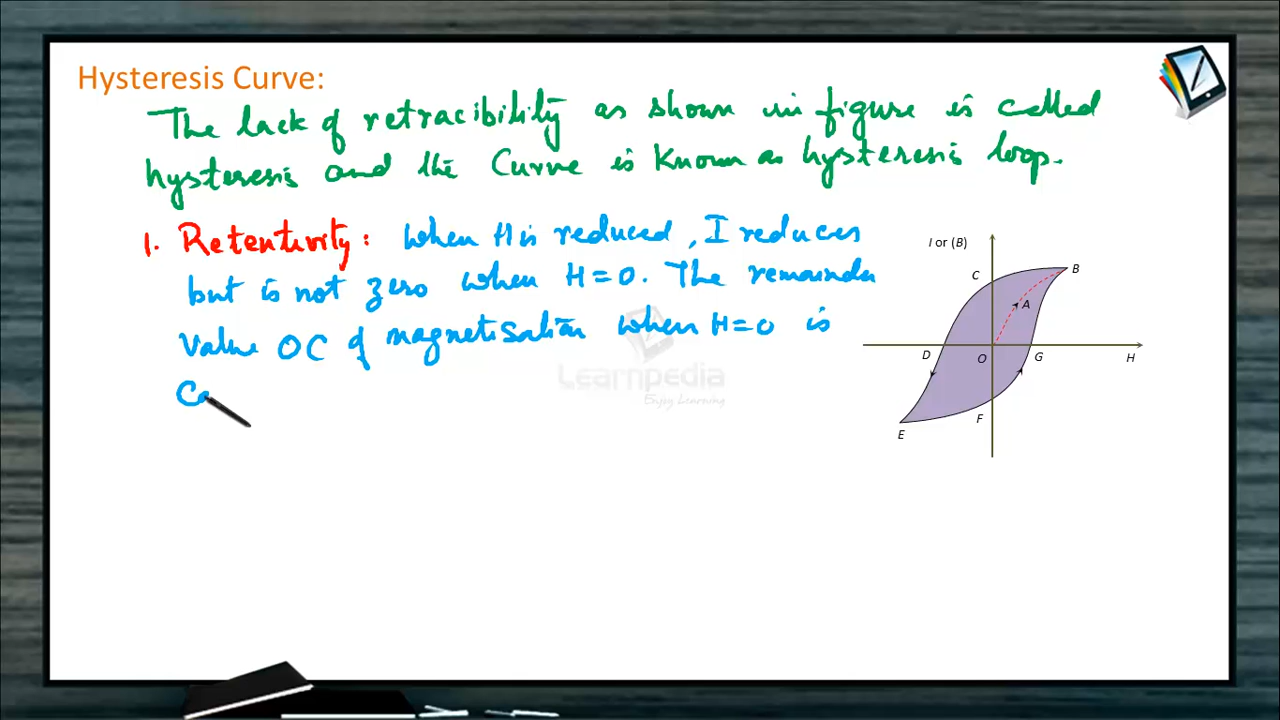 Hysteresis Curve:
The lack of retracibility as shown in figure is called
hysteresis and the Curve is Known as hysteresis loop.
1. Retentivity: When H is reduced, I reduces
but is not zero when H=0. The remainder
value OC of magnetisation when H=0 is
Ca
I or (B)
C
B
A
D
O
G
H
F
E
Learnpedia
Enjoy Learning